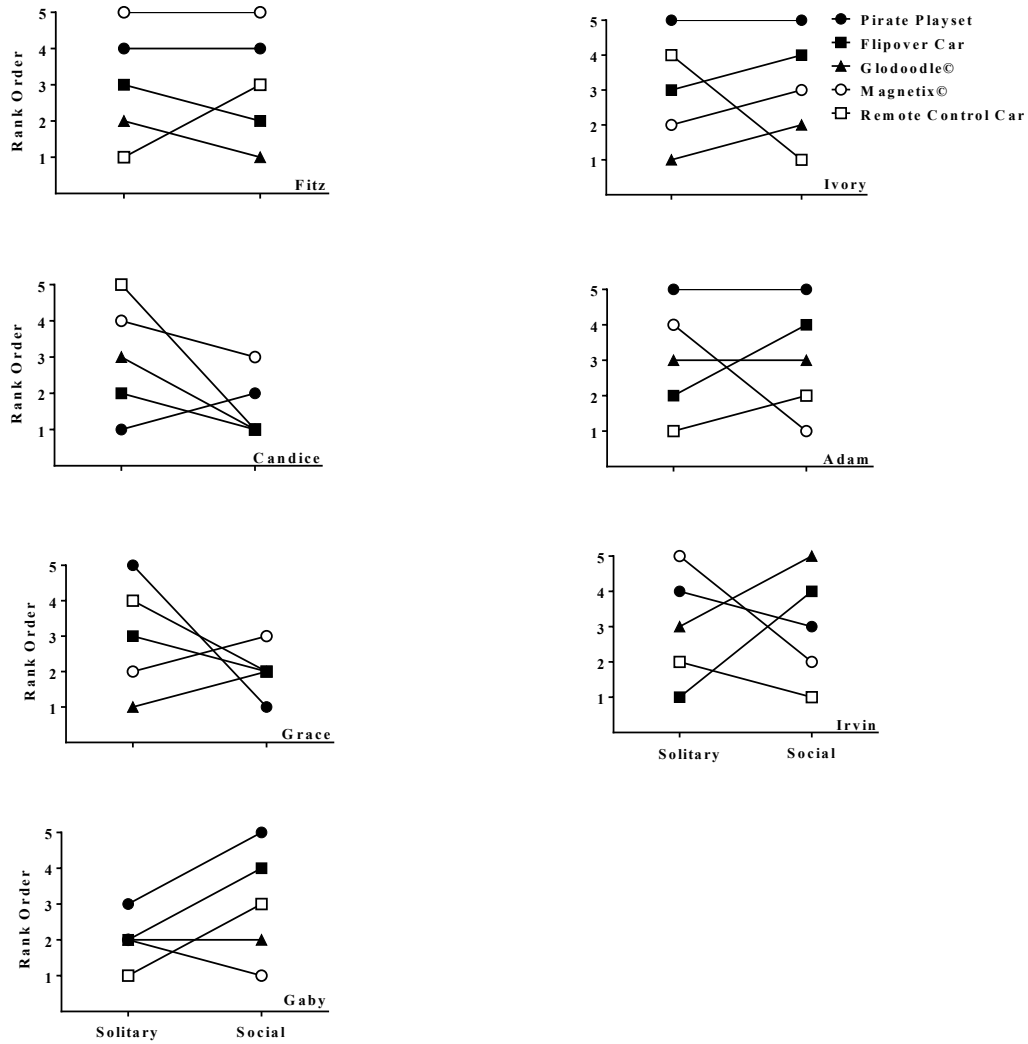 Rank Order
5
4
3
2
1
Fitz
5
4
3
2
1
Ivory
Pirate Playset
Flipover Car
Glodoodle©
Magnetix©
Remote Control Car
Rank Order
5
4
3
2
1
Candice
5
4
3
2
1
Adam
Rank Order
5
4
3
2
1
Grace
5
4
3
2
1
Irvin
Solitary Social
Rank Order
5
4
3
2
1
Gaby
Solitary Social